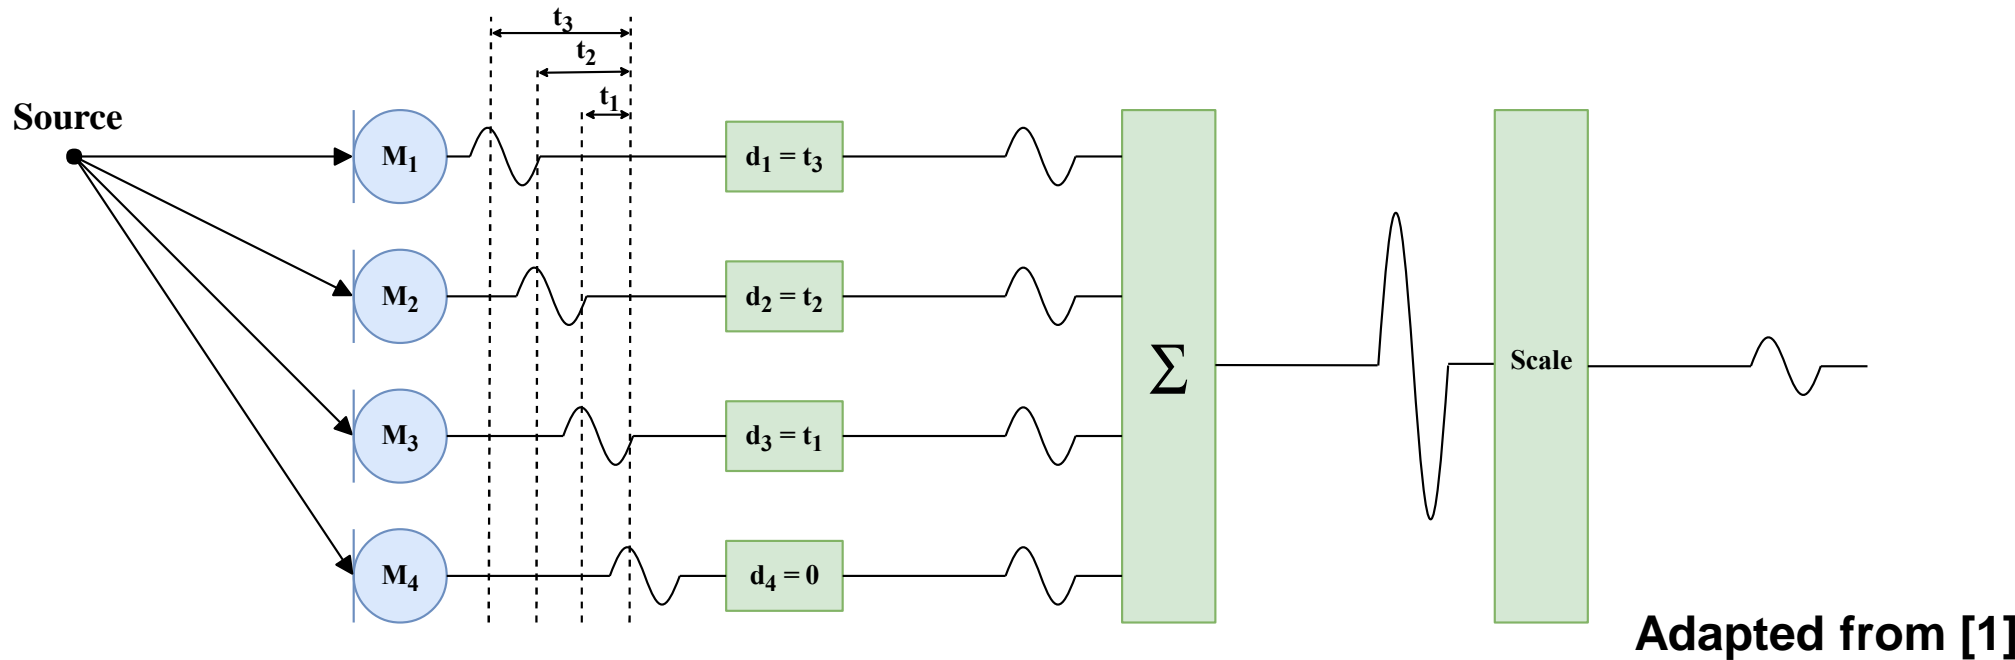 t₃
t₂
t₁
Source
M₁
d₁ = t₃
M₂
d₂ = t₂
∑
Scale
M₃
d₃ = t₁
M₄
d₄ = 0
Adapted from [1]